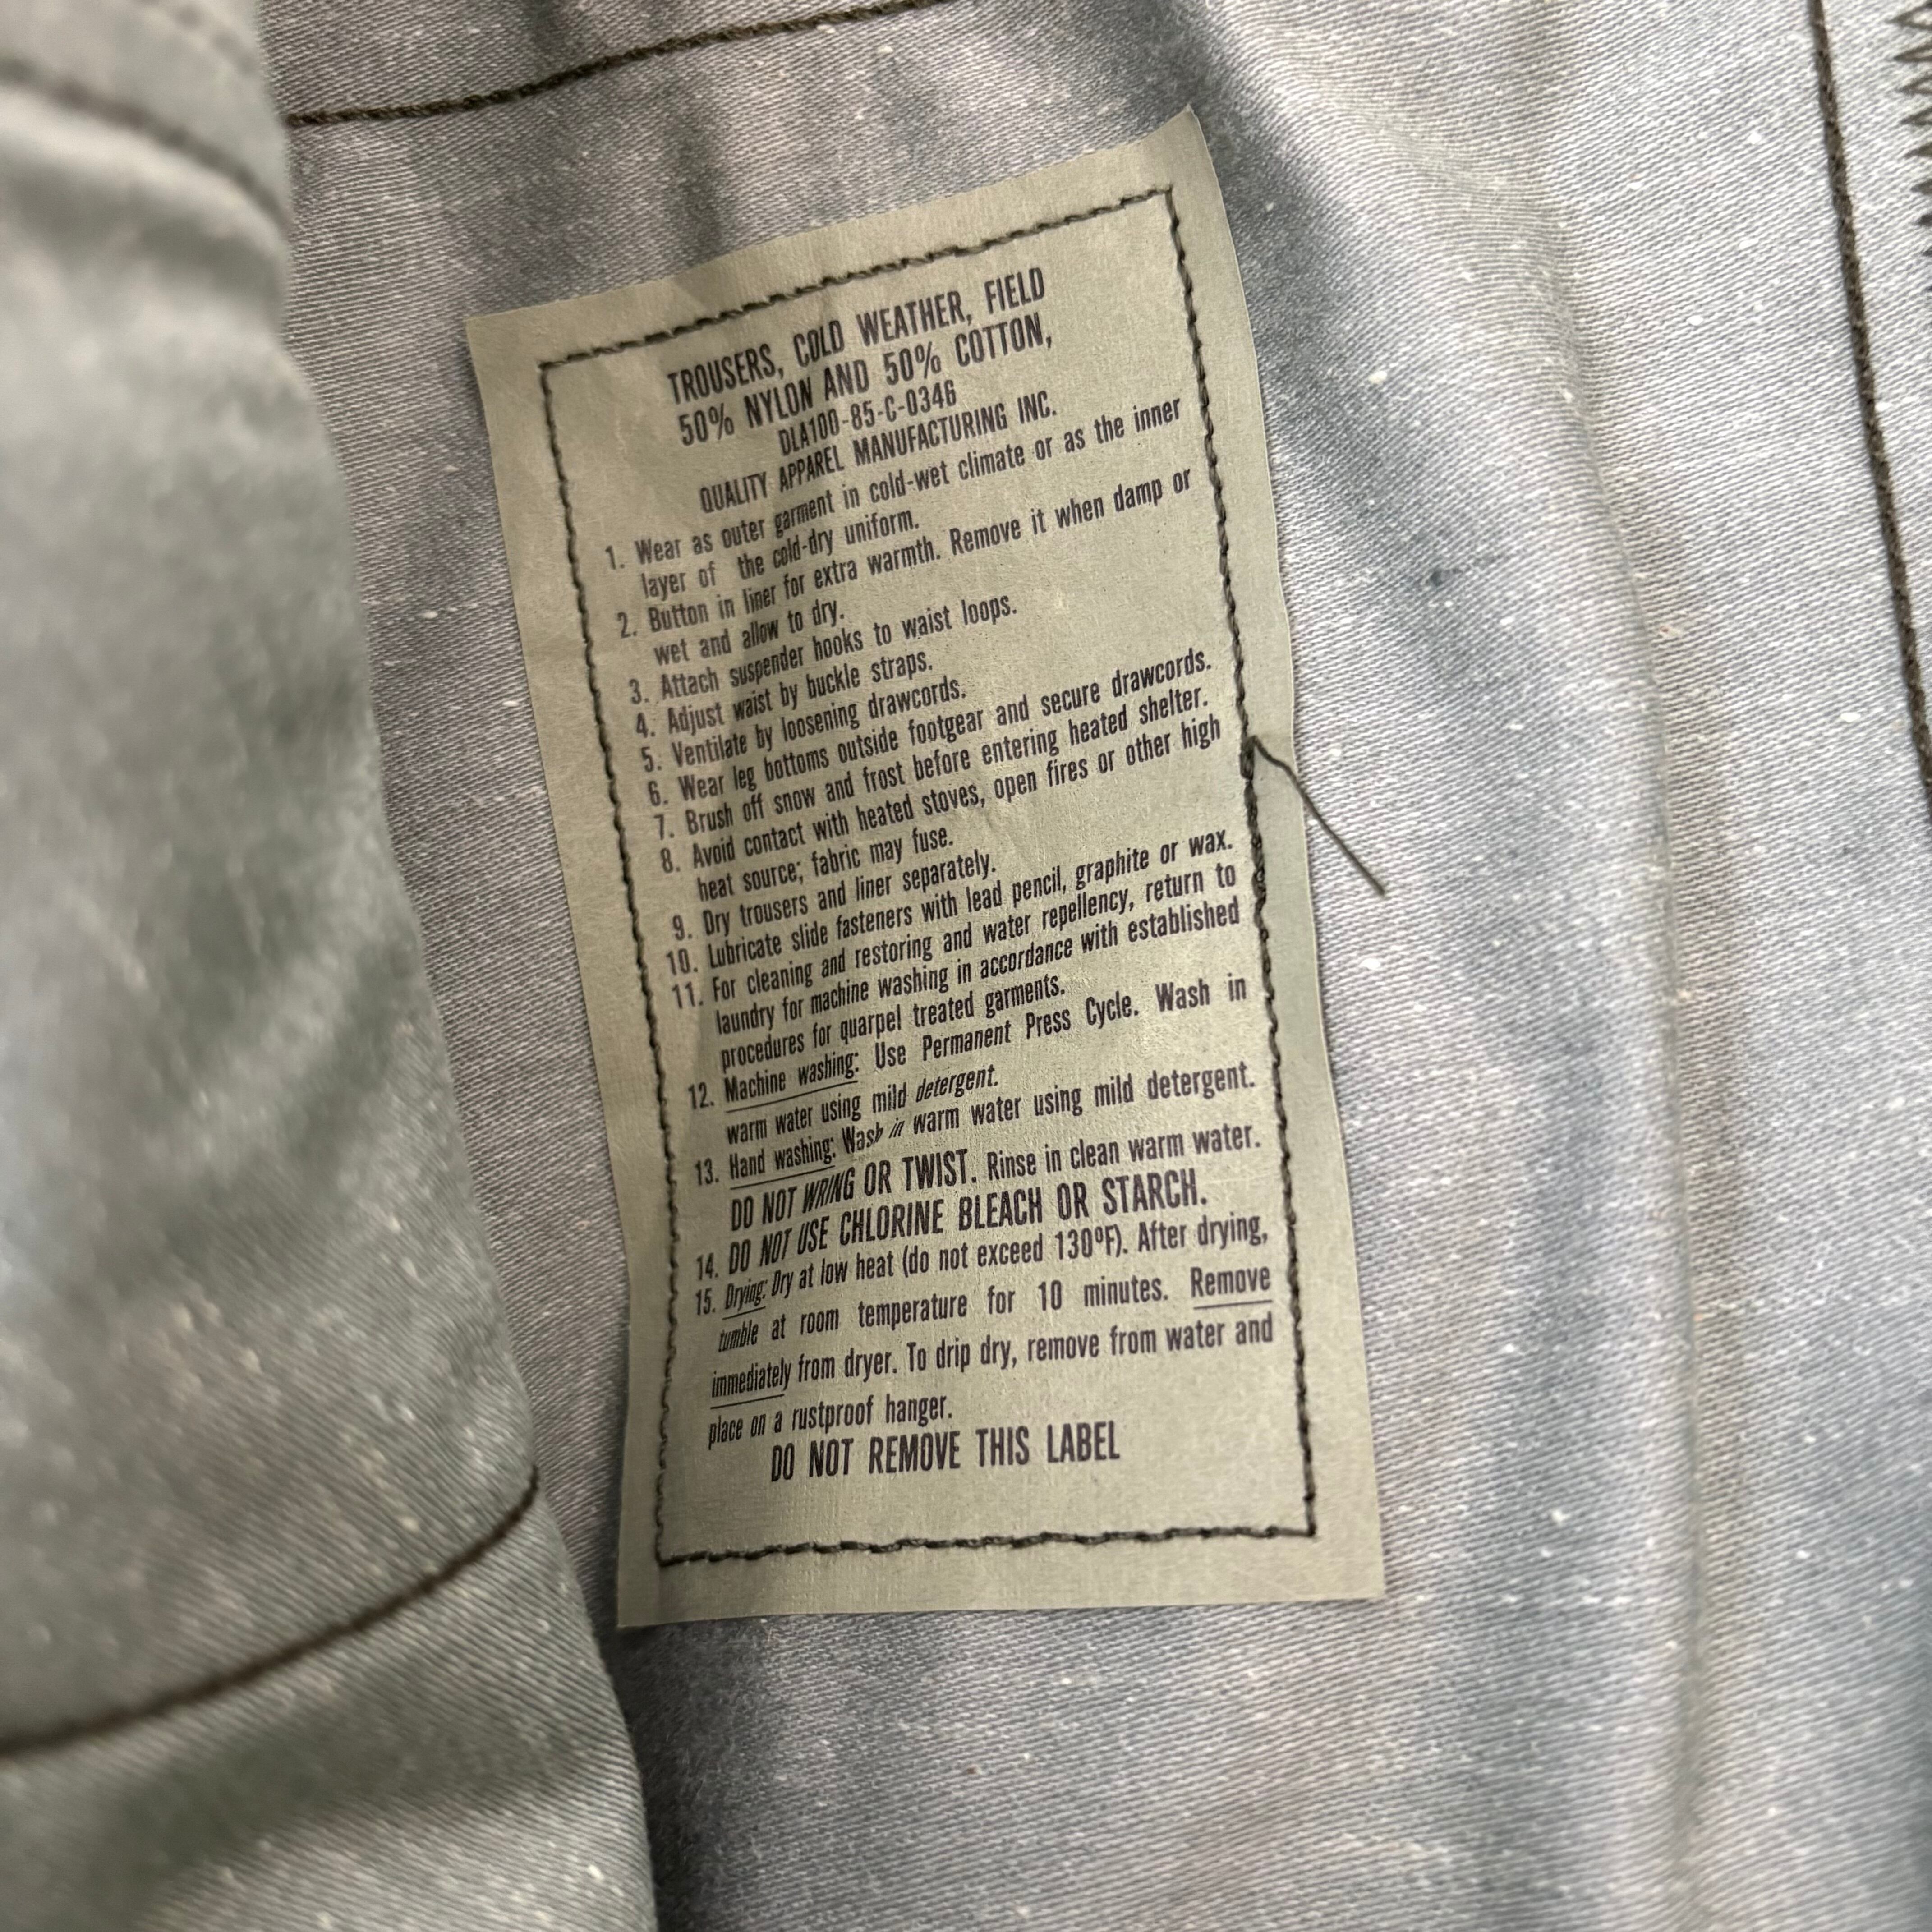 TROUSERS, COLD WEATHER, FIELD
50% NYLON AND 50% COTTON,
DLA100-85-C-0346
QUALITY APPAREL MANUFACTURING INC.
1. Wear as outer garment in cold-wet climate or as the inner
layer of the cold-dry uniform.
2. Button in liner for extra warmth. Remove it when damp or
wet and allow to dry.
3. Attach suspender hooks to waist loops.
4. Adjust waist by buckle straps.
5. Ventilate by loosening drawcords.
6. Wear leg bottoms outside footgear and secure drawcords.
7. Brush off snow and frost before entering heated shelter.
8. Avoid contact with heated stoves, open fires or other high
heat source; fabric may fuse.
9. Dry trousers and liner separately.
10. Lubricate slide fasteners with lead pencil, graphite or wax.
11. For cleaning and restoring and water repellency, return to
laundry for machine washing in accordance with established
procedures for quarpel treated garments.
12. Machine washing: Use Permanent Press Cycle. Wash in
warm water using mild detergent.
13. Hand washing: Wash in warm water using mild detergent.
DO NOT WRING OR TWIST. Rinse in clean warm water.
14. DO NOT USE CHLORINE BLEACH OR STARCH.
15. Drying: Dry at low heat (do not exceed 130ºF). After drying,
tumble at room temperature for 10 minutes. Remove
immediately from dryer. To drip dry, remove from water and
place on a rustproof hanger.
DO NOT REMOVE THIS LABEL